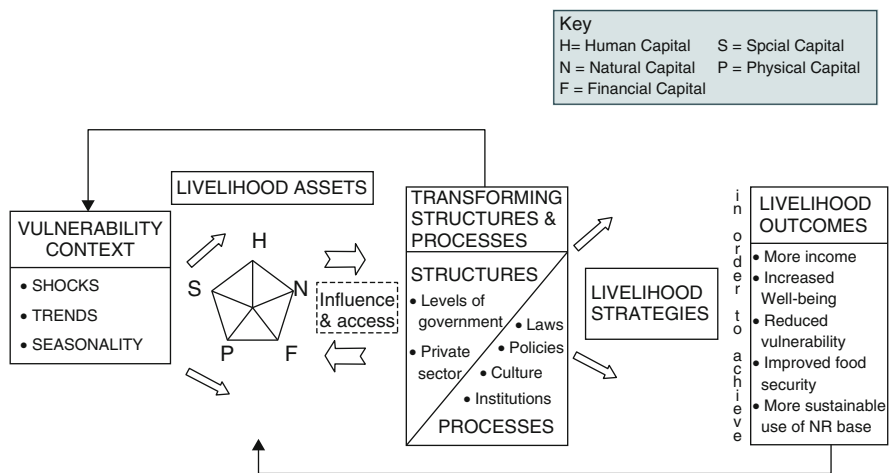 Key
H= Human Capital S = Spcial Capital
N = Natural Capital P = Physical Capital
F = Financial Capital
LIVELIHOOD ASSETS
VULNERABILITY
CONTEXT
• SHOCKS
• TRENDS
• SEASONALITY
H
S
N
P
F
Influence
& access
TRANSFORMING
STRUCTURES &
PROCESSES
STRUCTURES
• Levels of
government
• Private
sector
• Laws
• Policies
• Culture
• Institutions
PROCESSES
LIVELIHOOD
STRATEGIES
in order to achieve
LIVELIHOOD
OUTCOMES
• More income
• Increased
Well-being
• Reduced
vulnerability
• Improved food
security
• More sustainable
use of NR base